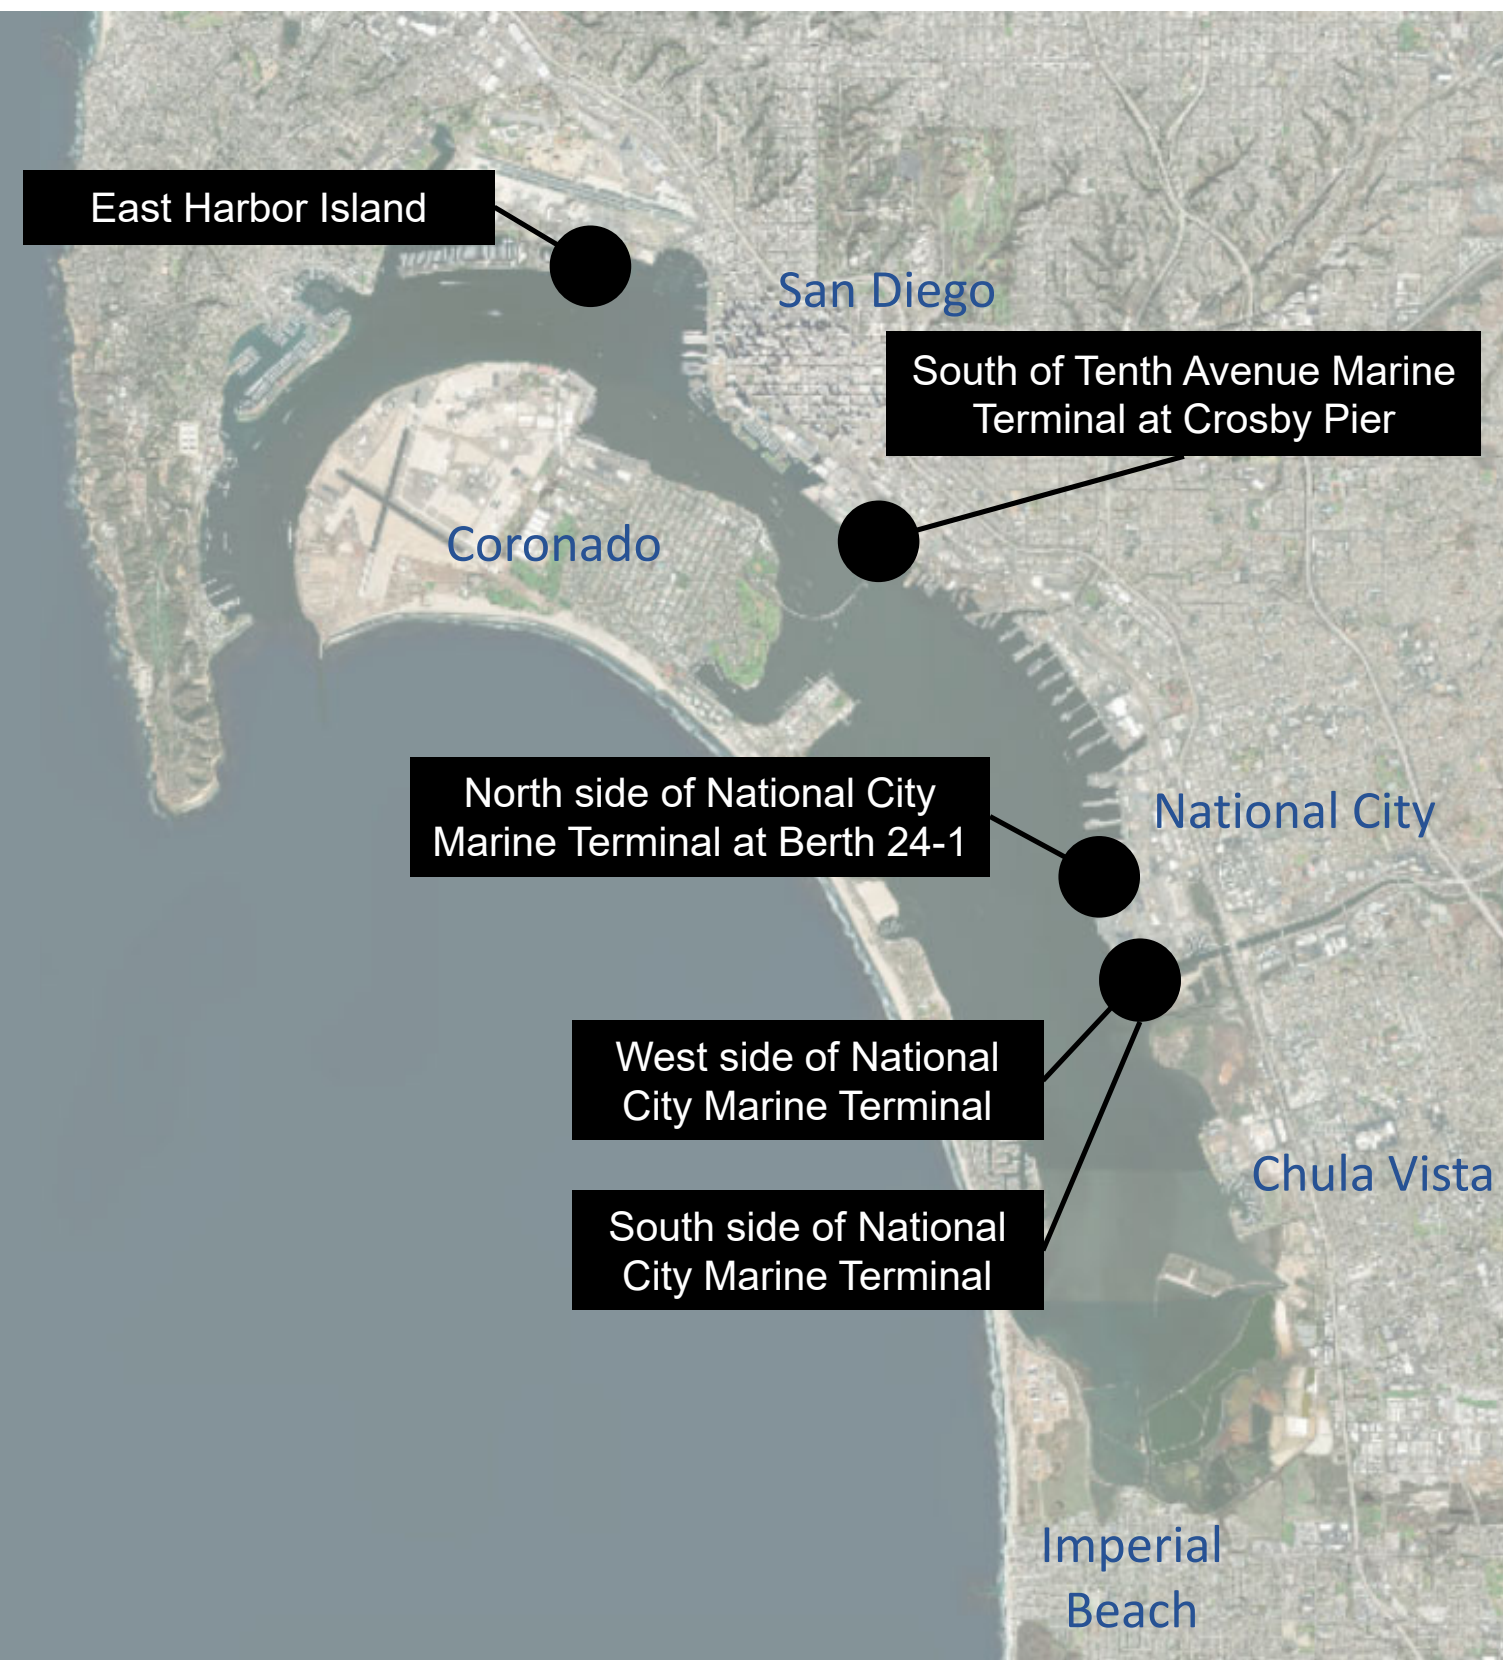 East Harbor Island
San Diego
South of Tenth Avenue Marine
Terminal at Crosby Pier
Coronado
North side of National City
Marine Terminal at Berth 24-1
National City
West side of National
City Marine Terminal
Chula Vista
South side of National
City Marine Terminal
Imperial
Beach